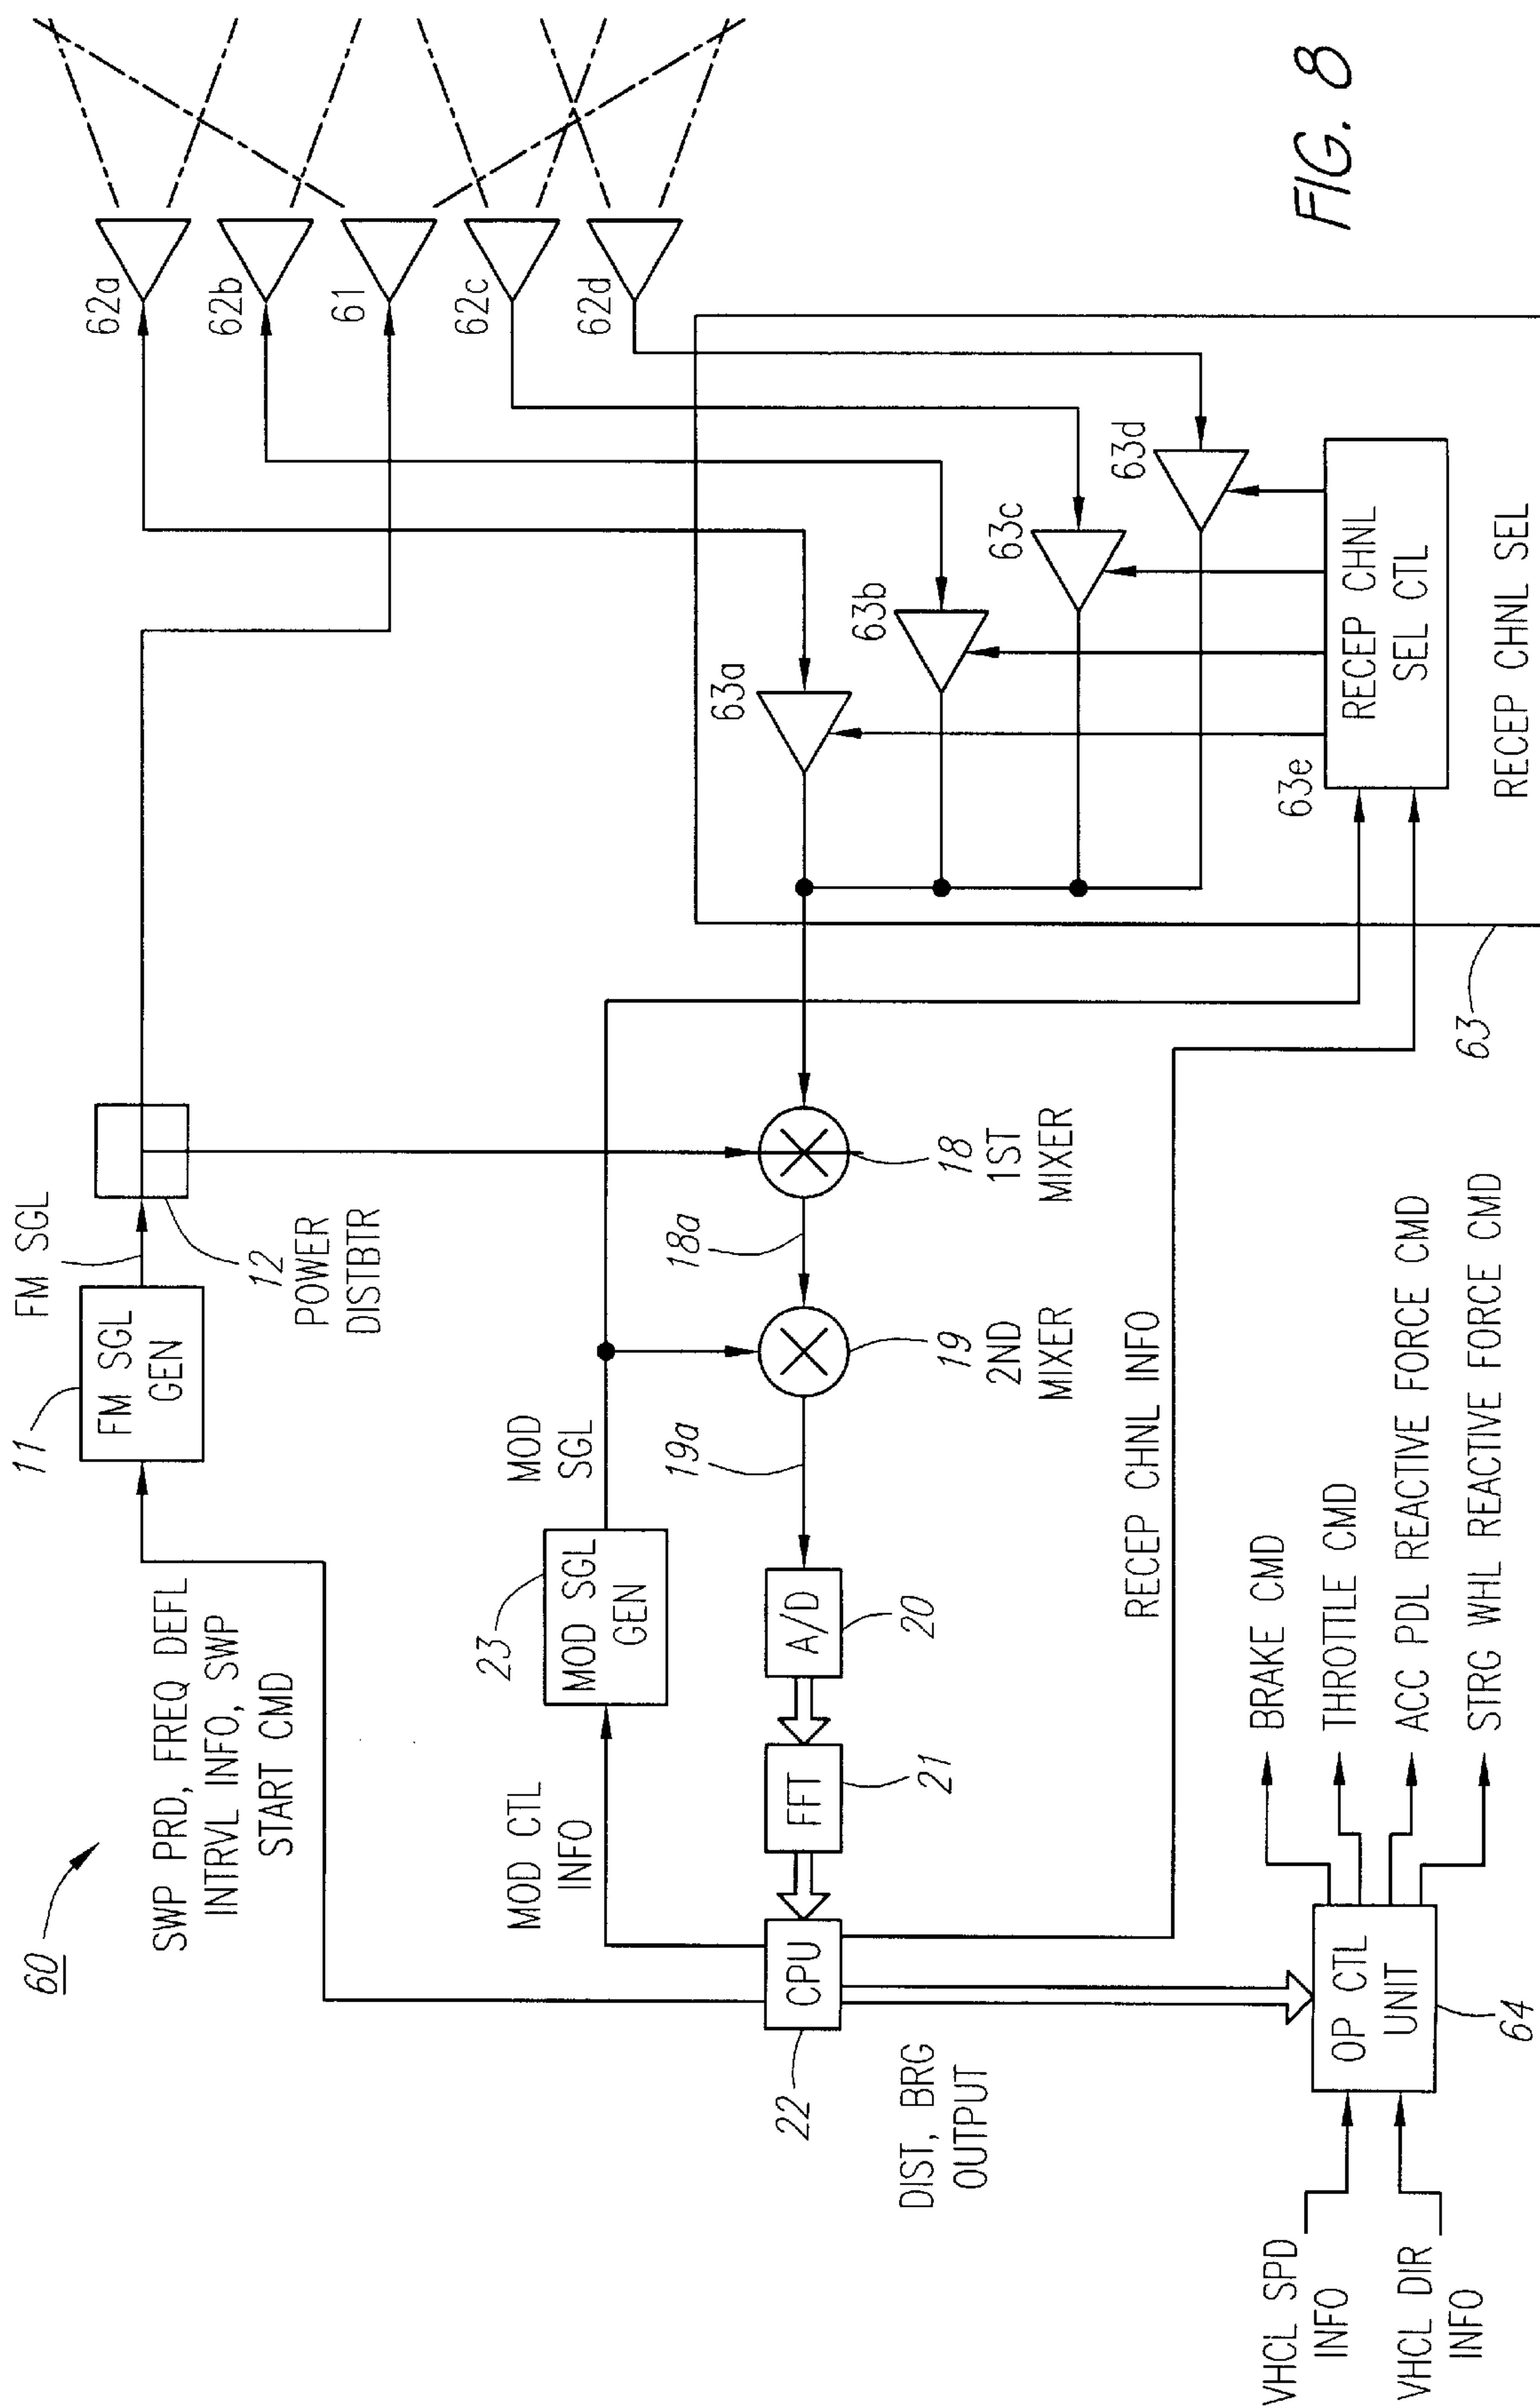 60
11
FM SGL
FM SGL
GEN
12
POWER
DISTBTR
SWP PRD, FREQ DEFL
INTRVL INFO, SWP
START CMD
62a
62b
61
62c
62d
MOD CTL
INFO
23
MOD SGL
GEN
MOD
SGL
22
CPU
FFT
21
A/D
20
19a
19
2ND
MIXER
18a
18
1ST
MIXER
63a
63b
63c
63d
63e
RECEP CHNL
SEL CTL
RECEP CHNL SEL
63
RECEP CHNL INFO
DIST, BRG
OUTPUT
VHCL SPD
INFO
VHCL DIR
INFO
OP CTL
UNIT
64
BRAKE CMD
THROTTLE CMD
ACC PDL REACTIVE FORCE CMD
STRG WHL REACTIVE FORCE CMD
FIG. 8